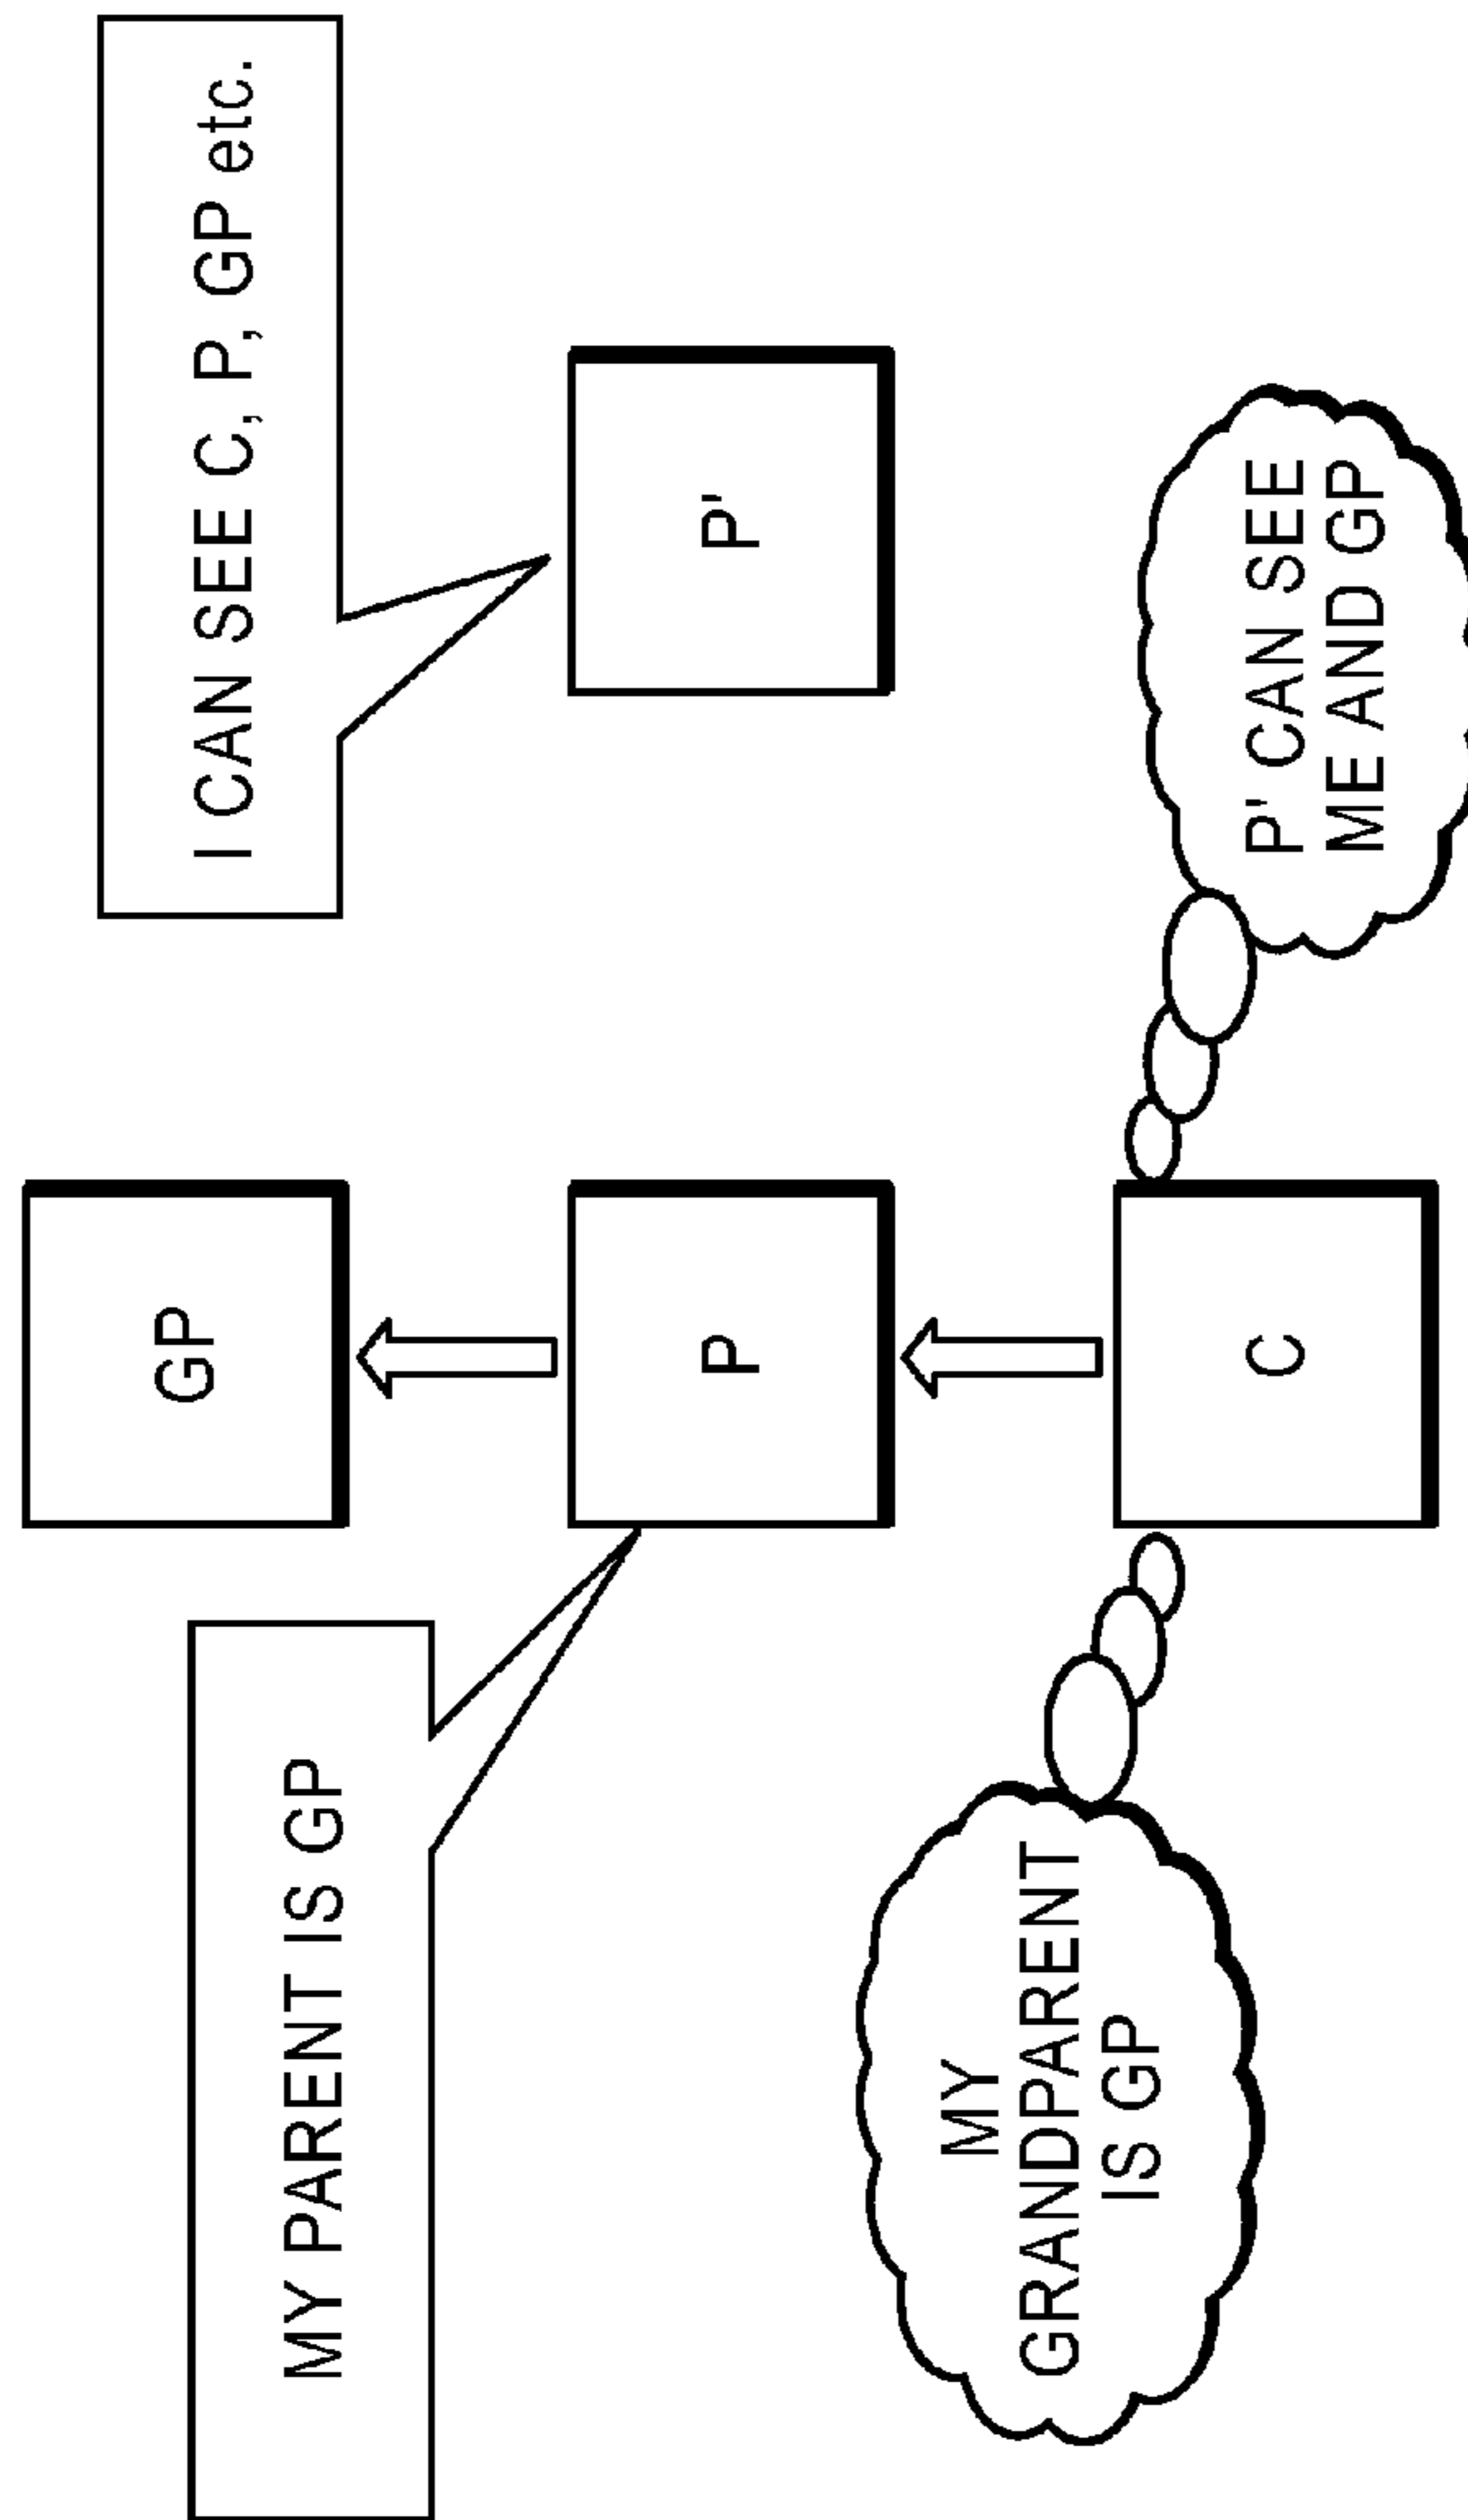 GP
MY PARENT IS GP
I CAN SEE C, P, GP etc.
P
P'
MY
GRANDPARENT
IS GP
C
P' CAN SEE
ME AND GP